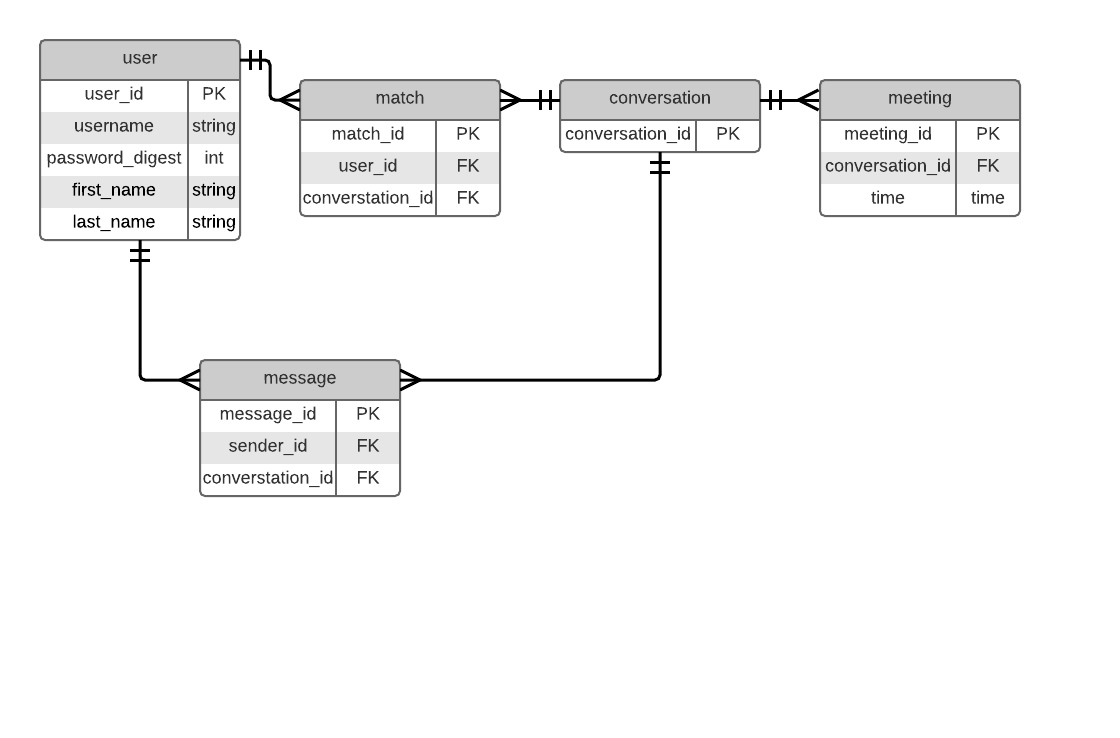 user
user_id PK
username string
password_digest int
first_name string
last_name string
match
match_id PK
user_id FK
converstation_id FK
conversation
conversation_id PK
meeting
meeting_id PK
conversation_id FK
time time
message
message_id PK
sender_id FK
converstation_id FK